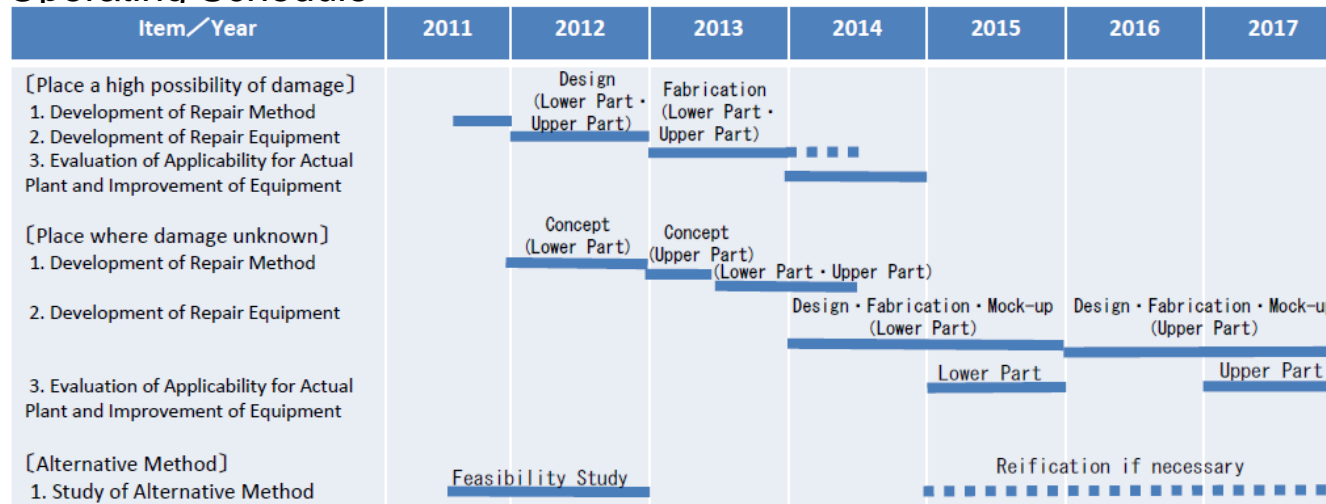 Operating Schedule
Item／Year 2011 2012 2013 2014 2015 2016 2017
〔Place a high possibility of damage〕
1. Development of Repair Method
2. Development of Repair Equipment
3. Evaluation of Applicability for Actual
Plant and Improvement of Equipment
Design
(Lower Part・
Upper Part)
Fabrication
(Lower Part・
Upper Part)
〔Place where damage unknown〕
1. Development of Repair Method
Concept
(Lower Part)
Concept
(Upper Part)
(Lower Part・Upper Part)
2. Development of Repair Equipment
Design・Fabrication・Mock-up
(Lower Part)
Design・Fabrication・Mock-u
(Upper Part)
3. Evaluation of Applicability for Actual
Plant and Improvement of Equipment
Lower Part
Upper Part
〔Alternative Method〕
1. Study of Alternative Method
Feasibility Study
Reification if necessary